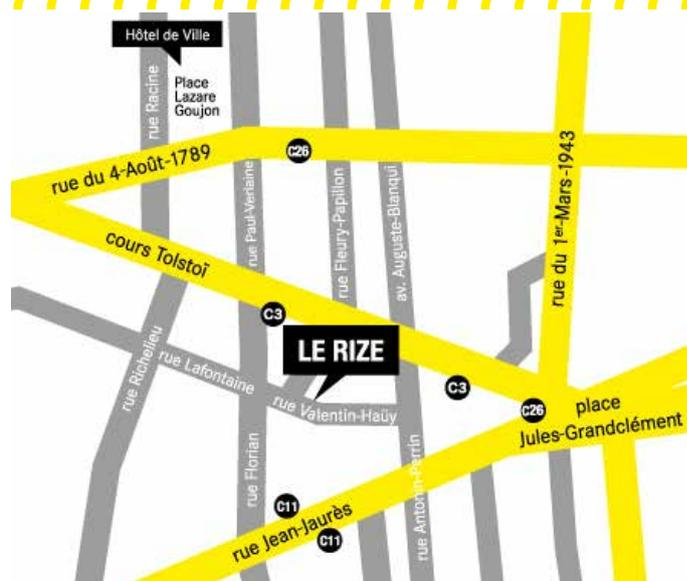 Hôtel de Ville
Place
Lazare
Goujon
rue Racine
C26
rue du 4-Août-1789
rue Paul-Verlaine
rue Fleury-Papillon
av. Auguste-Blanqui
rue du 1er-Mars-1943
cours Tolstoï
C3
LE RIZE
rue Richelieu
rue Lafontaine
C3
rue Valentin-Haüy
C26
place
Jules-Grandclément
rue Florian
rue Antonin-Perrin
C11
rue Jean-Jaurès
C11